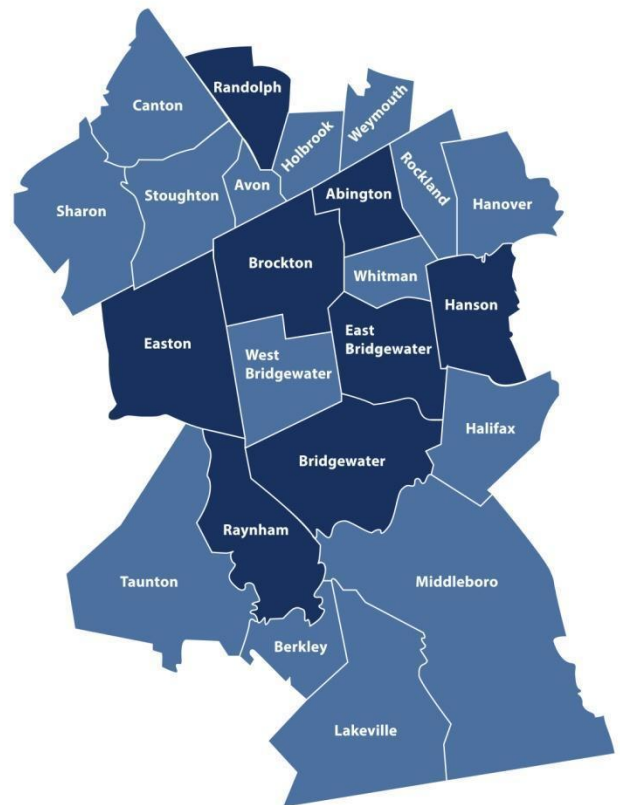 Randolph
Canton
Weymouth
Holbrook
Rockland
Avon
Stoughton
Abington
Sharon
Hanover
Brockton
Whitman
Hanson
Easton
East
Bridgewater
West
Bridgewater
Halifax
Bridgewater
Raynham
Taunton
Middleboro
Berkley
Lakeville